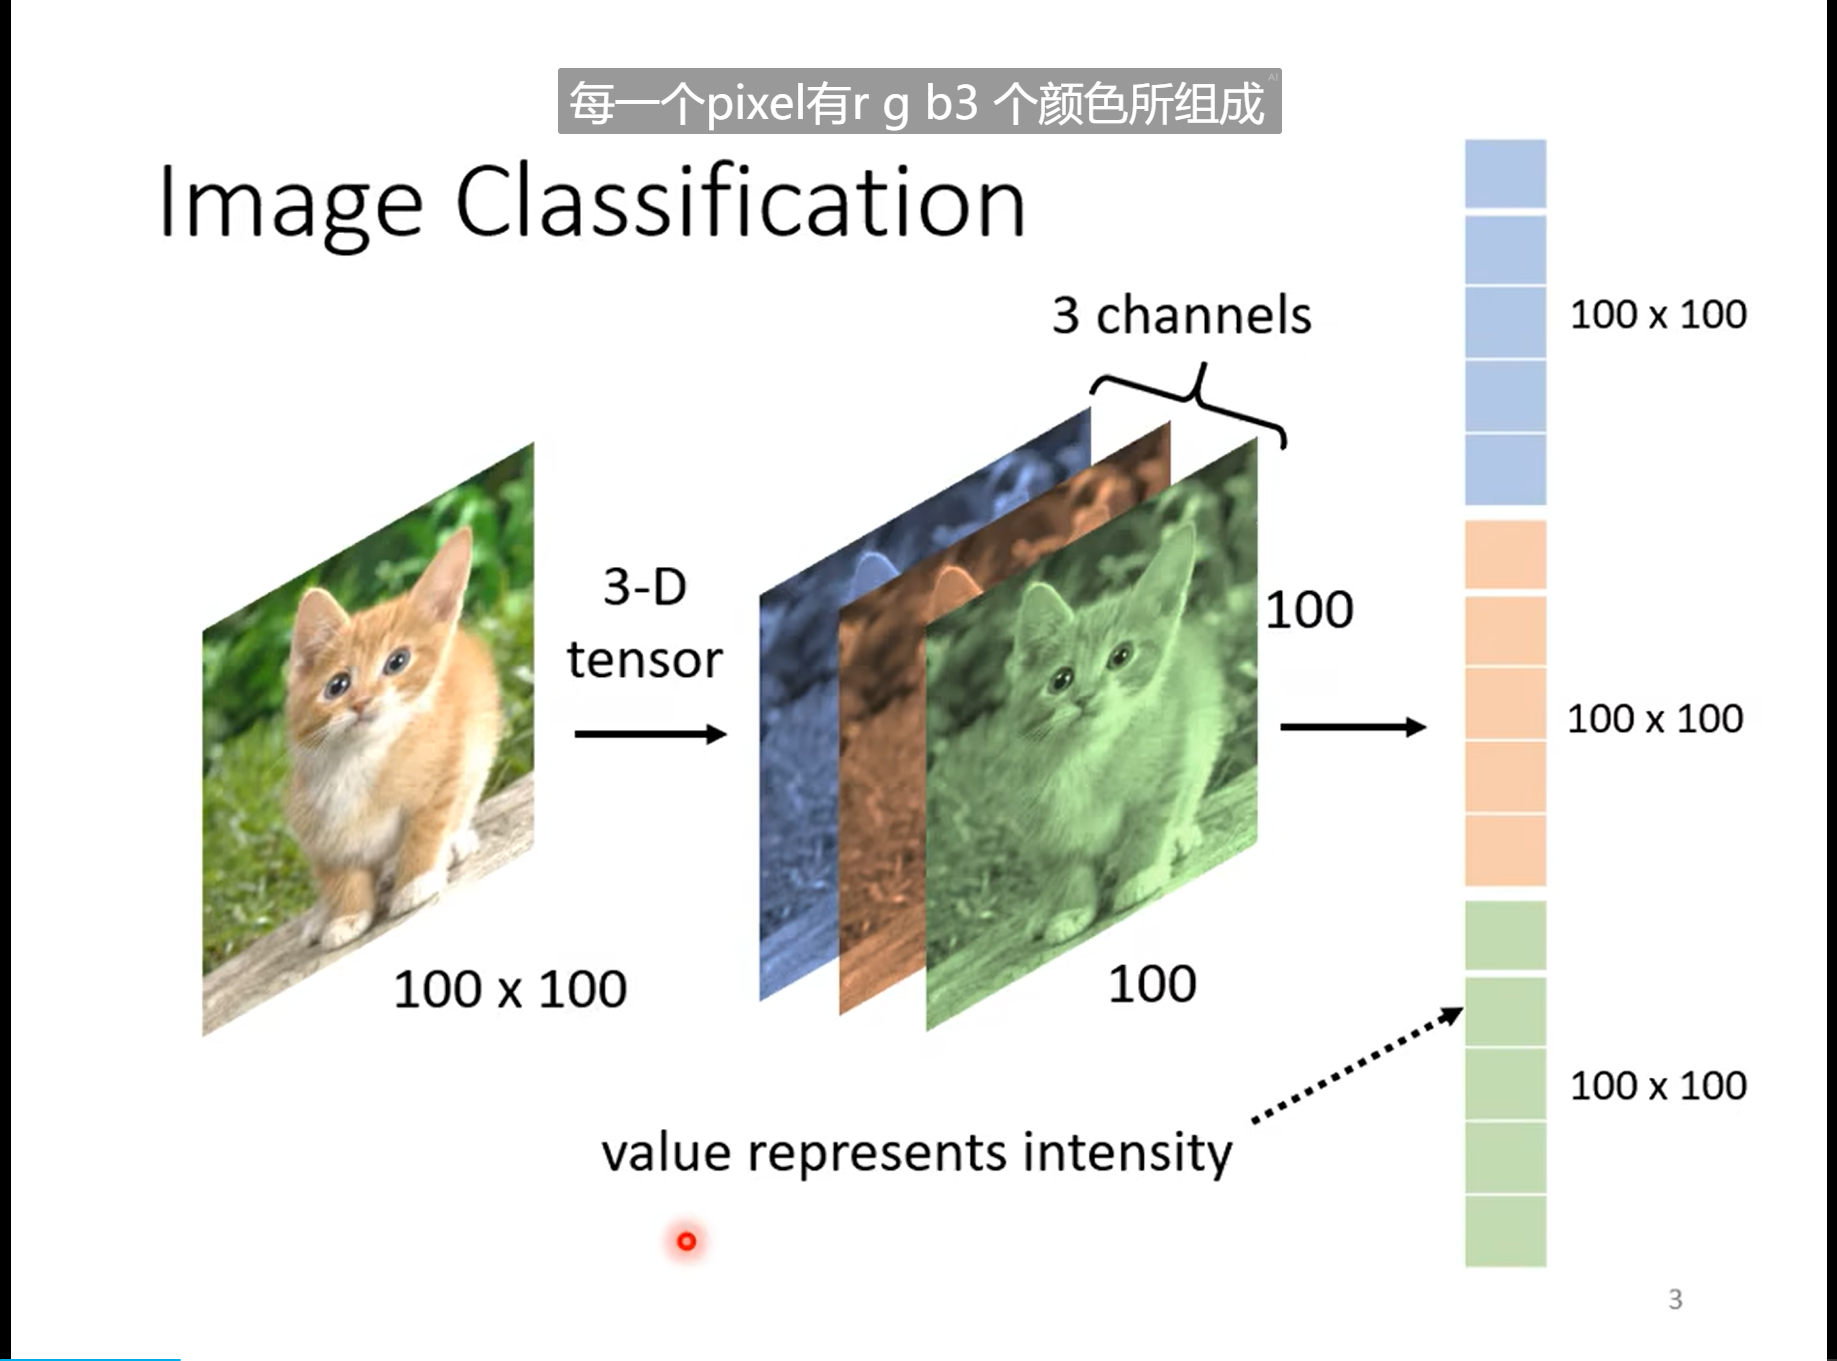 每一个pixel有r g b3 个颜色所组成
AI
Image Classification
3 channels
100 x 100
3-D
tensor
100
100 x 100
100 x 100
100
100 x 100
value represents intensity
3